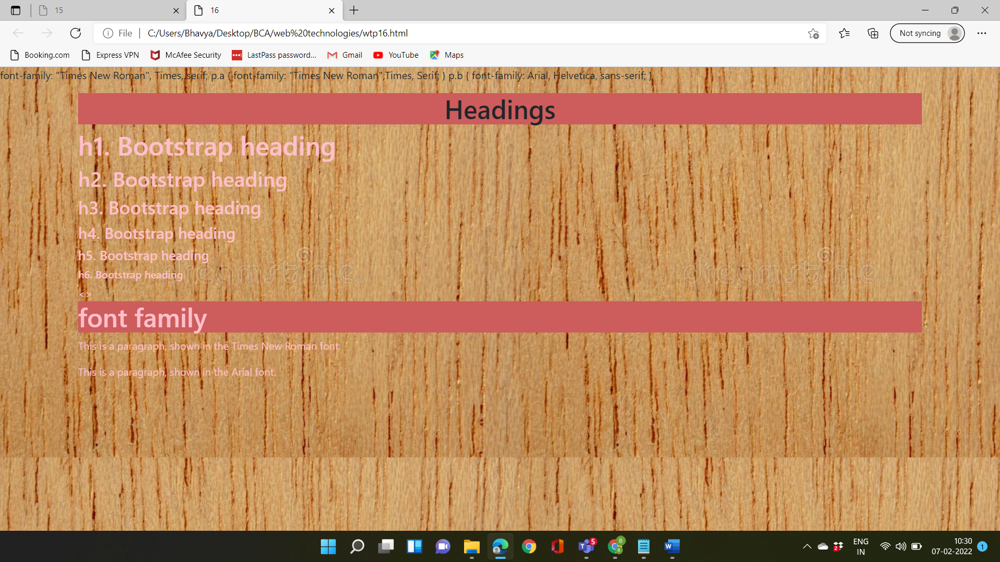 15
16
File
C:/Users/Bhavya/Desktop/BCA/web%20technologies/wtp16.html
Not syncing
Booking.com Express VPN McAfee Security LastPass password... Gmail YouTube Maps
font-family: "Times New Roman", Times, serif; p.a { font-family: "Times New Roman",Times, Serif; } p.b { font-family: Arial, Helvetica, sans-serif; }
Headings
h1. Bootstrap heading
h2. Bootstrap heading
h3. Bootstrap heading
h4. Bootstrap heading
h5. Bootstrap heading
h6. Bootstrap heading
dreamstime
dreamstime
<>
font family
This is a paragraph, shown in the Times New Roman font.
This is a paragraph, shown in the Arial font.
T 5
B
B
W
2
ENG
IN
10:30
07-02-2022
1